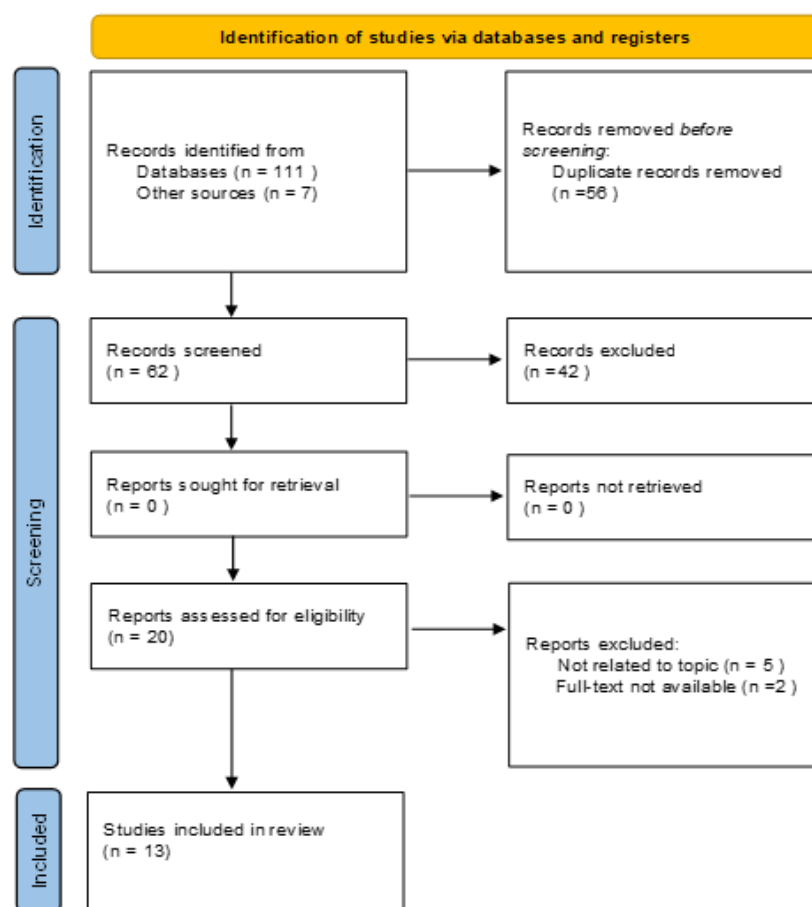 Identification of studies via databases and registers
Identification
Records identified from
Databases (n = 111 )
Other sources (n = 7)
Records removed before
screening:
Duplicate records removed
(n =56 )
Screening
Records screened
(n = 62 )
Records excluded
(n =42 )
Reports sought for retrieval
(n = 0 )
Reports not retrieved
(n = 0 )
Reports assessed for eligibility
(n = 20)
Reports excluded:
Not related to topic (n = 5 )
Full-text not available (n =2 )
Included
Studies included in review
(n = 13)